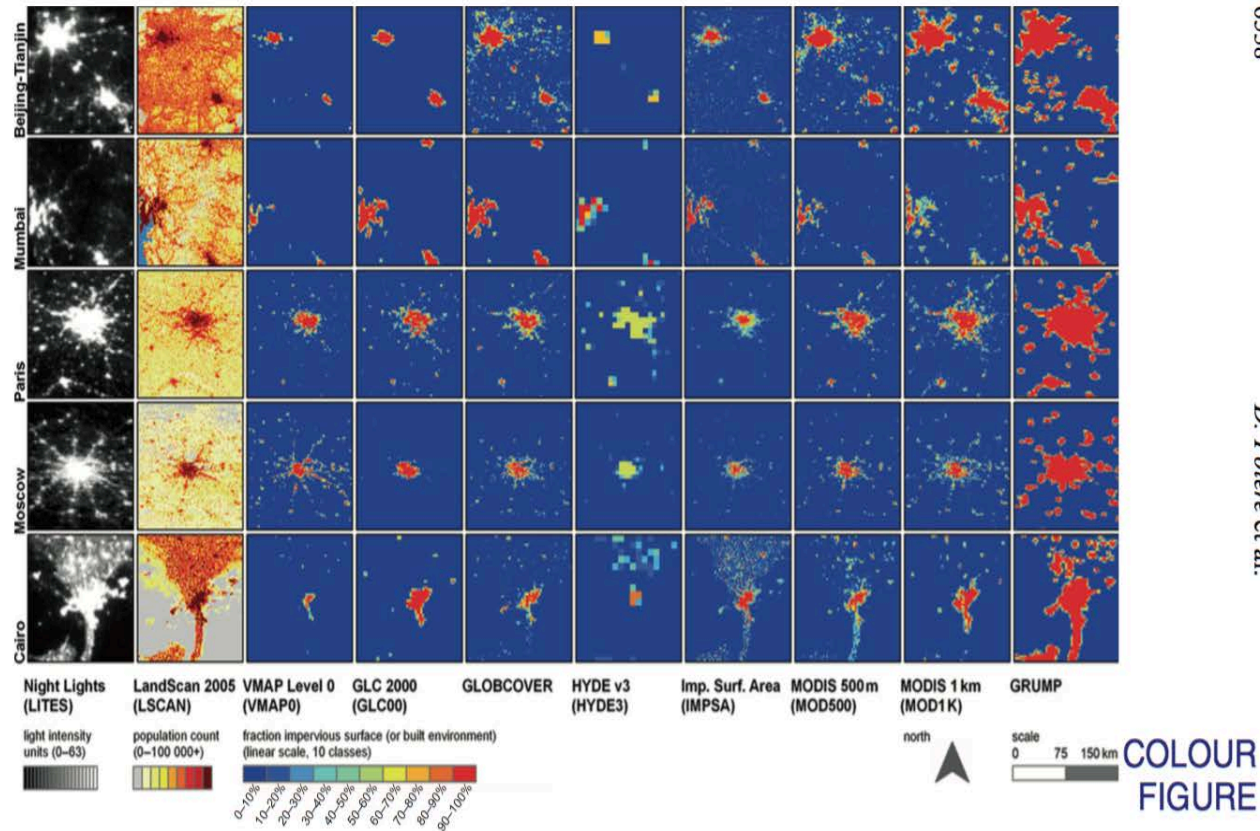 D. Potere et al.
Beijing-Tianjin
Mumbai
Paris
Moscow
Cairo
Night Lights
(LITES)
LandScan 2005
(LSCAN)
VMAP Level 0
(VMAP0)
GLC 2000
(GLC00)
GLOBCOVER
HYDE v3
(HYDE3)
Imp. Surf. Area
(IMPSA)
MODIS 500 m
(MOD500)
MODIS 1 km
(MOD1K)
GRUMP
light intensity
units (0–63)
population count
(0–100 000+)
fraction impervious surface (or built environment)
(linear scale, 10 classes)
0–10%
10–20%
20–30%
30–40%
40–50%
50–60%
60–70%
70–80%
80–90%
90–100%
north
scale
0 75 150 km
COLOUR
FIGURE